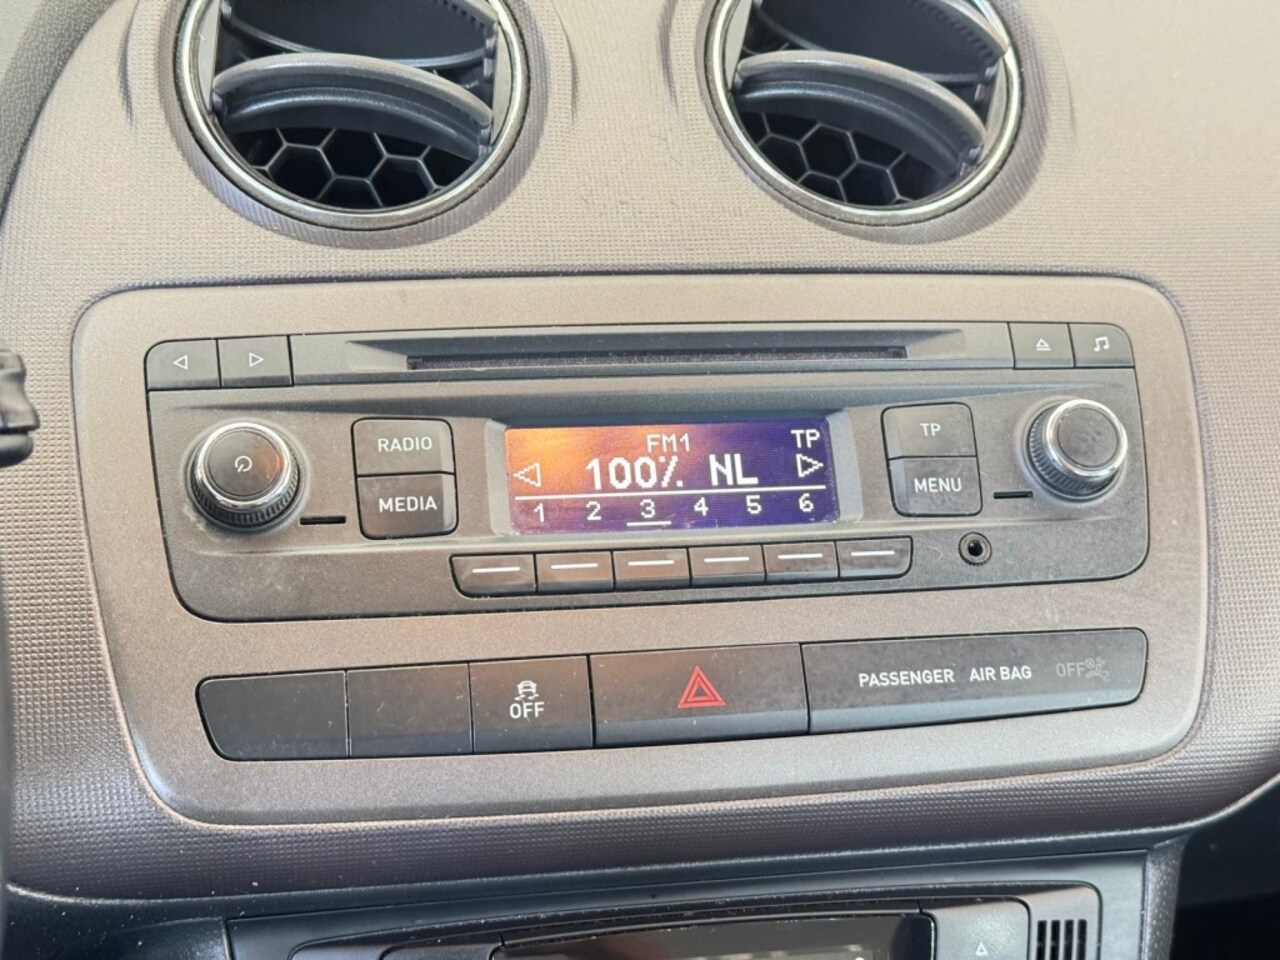 RADIO
MEDIA
FM1
TP
100% NL
1 2 3 4 5 6
TP
MENU
OFF
PASSENGER AIR BAG OFF